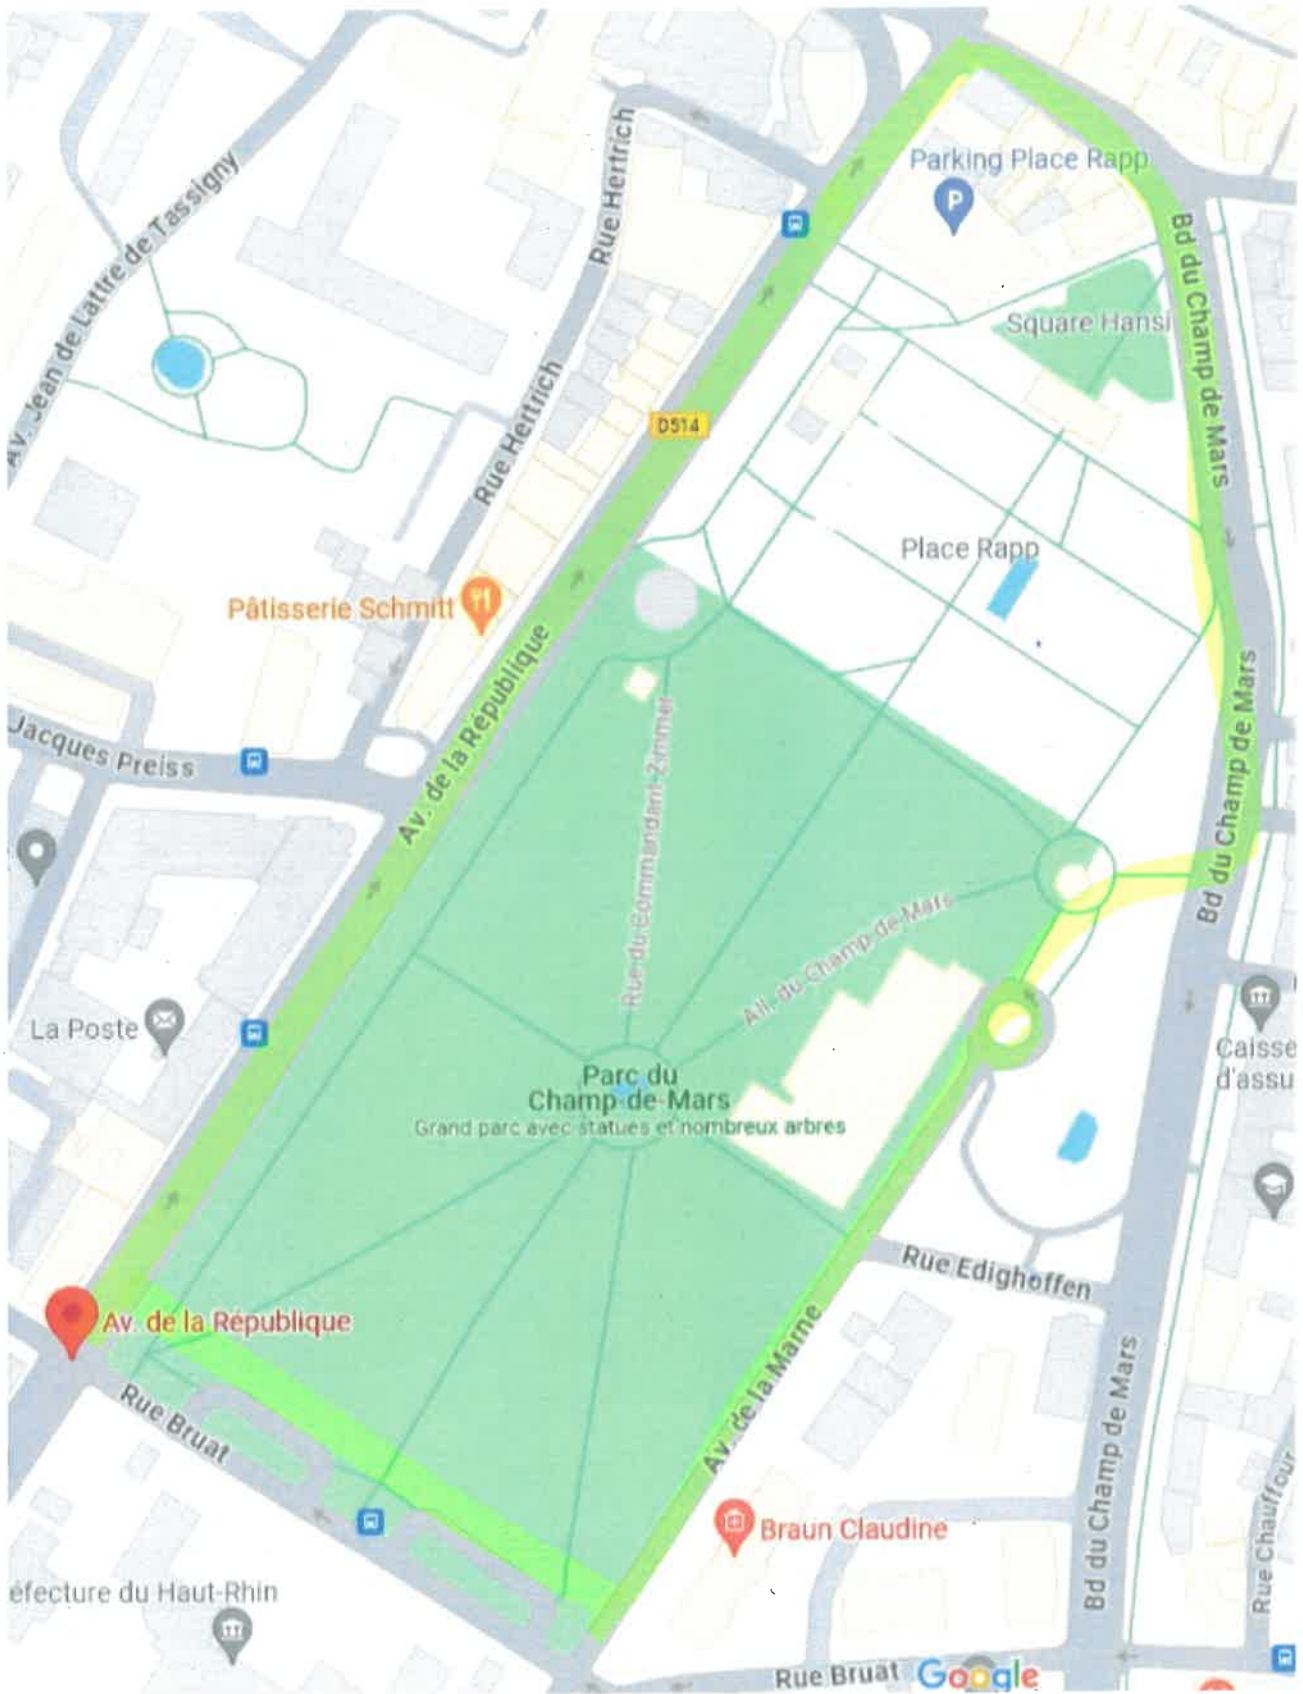 Parking Place Rapp
P
Rue Hertrich
Av. Jean de Lattre de Tassigny
Bd du Champ de Mars
Square Hansi
Rue Hertrich
D514
Place Rapp
Pâtisserie Schmitt
Av. de la République
Bd du Champ de Mars
Jacques Preiss
Rue du Commandant-Zimmer
All. du Champ-de-Mars
La Poste
Caisse
d'assu
Parc du
Champ-de-Mars
Grand parc avec statues et nombreux arbres
Rue Edighoffen
Av. de la République
Av. de la Marne
Rue Bruat
Bd du Champ de Mars
Braun Claudine
Rue Chauffour
éfecture du Haut-Rhin
Rue Bruat
Google